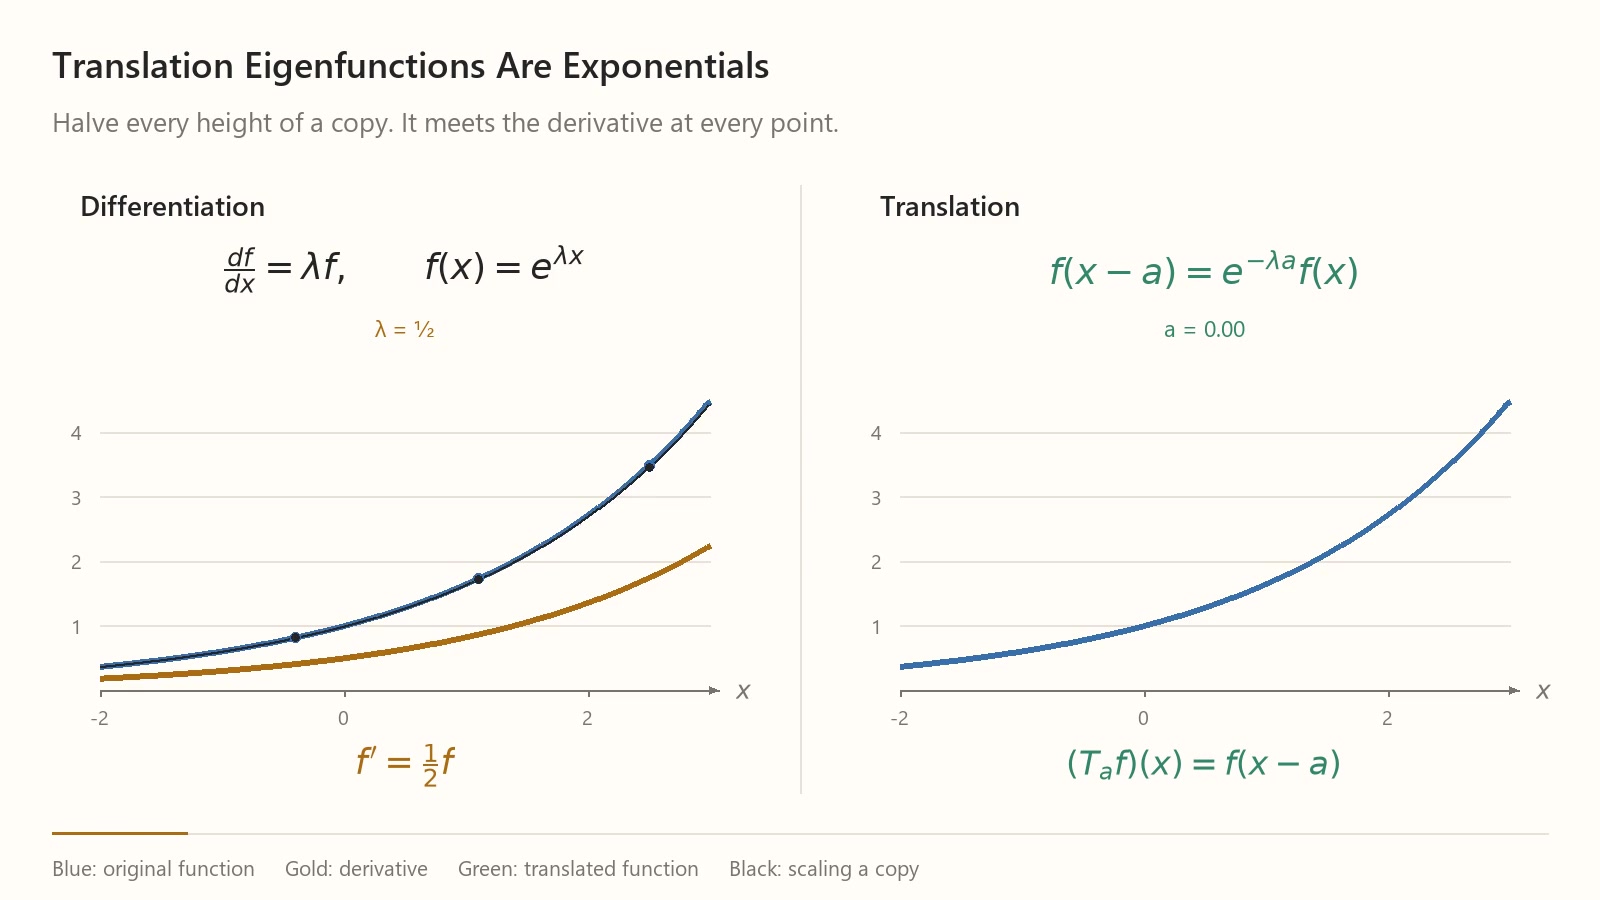 Translation Eigenfunctions Are Exponentials
Halve every height of a copy. It meets the derivative at every point.
Differentiation
df/dx = λf, f(x) = e^{λx}
λ = ½
4
3
2
1
x
-2 0 2
f′ = 1/2 f
Translation
f(x − a) = e^{−λa}f(x)
a = 0.00
4
3
2
1
x
-2 0 2
(T_a f)(x) = f(x − a)
Blue: original function Gold: derivative Green: translated function Black: scaling a copy